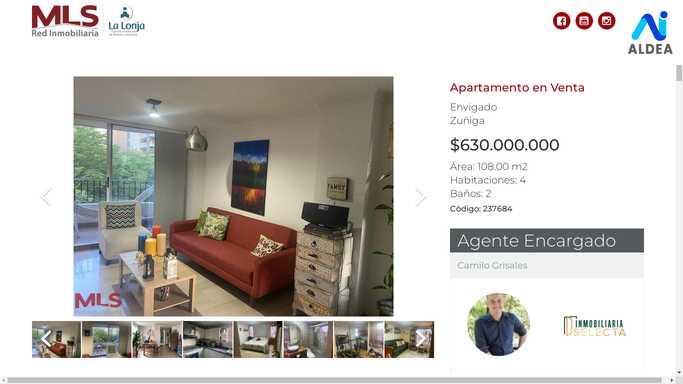 MLS
Red Inmobiliaria
La Lonja
ALDEA
Apartamento en Venta
Envigado
Zuñiga
$630.000.000
Área: 108.00 m2
Habitaciones: 4
Baños: 2
Código: 237684
FAMILY
MLS
Agente Encargado
Camilo Grisales
INMOBILIARIA
SELECTA